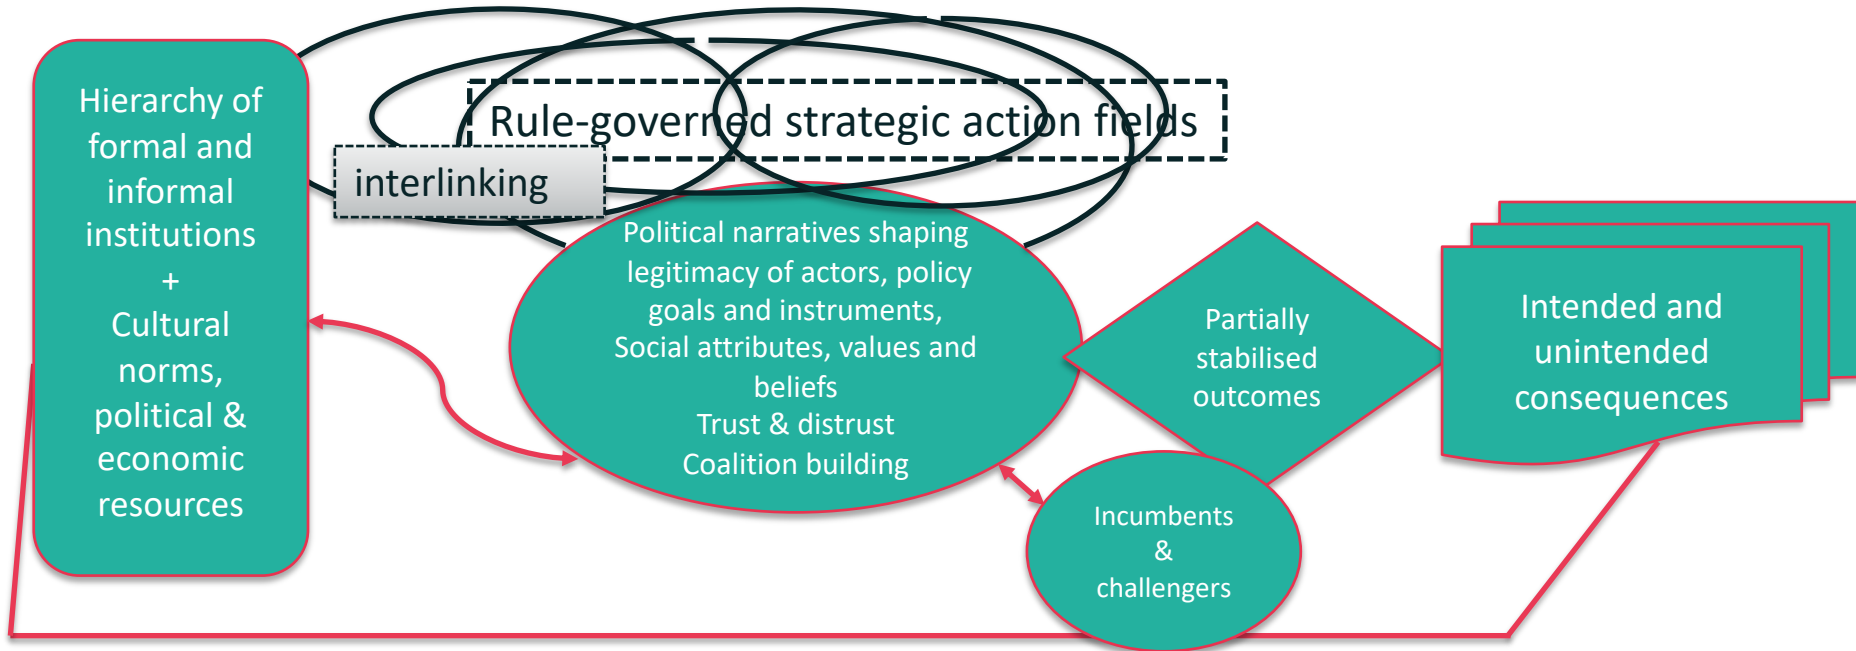 Hierarchy of
formal and
informal
institutions
+
Cultural
norms,
political &
economic
resources
Rule-governed strategic action fields
interlinking
Political narratives shaping
legitimacy of actors, policy
goals and instruments,
Social attributes, values and
beliefs
Trust & distrust
Coalition building
Partially
stabilised
outcomes
Incumbents
&
challengers
Intended and
unintended
consequences